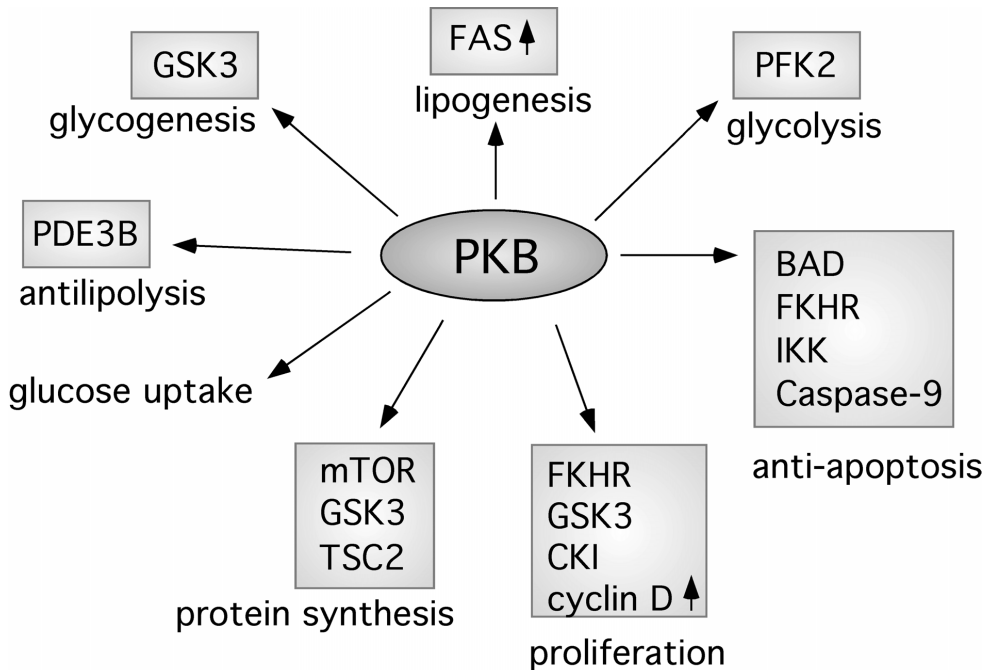 FAS
lipogenesis
GSK3
glycogenesis
PFK2
glycolysis
PDE3B
antilipolysis
PKB
BAD
FKHR
IKK
Caspase-9
anti-apoptosis
glucose uptake
mTOR
GSK3
TSC2
protein synthesis
FKHR
GSK3
CKI
cyclin D
proliferation